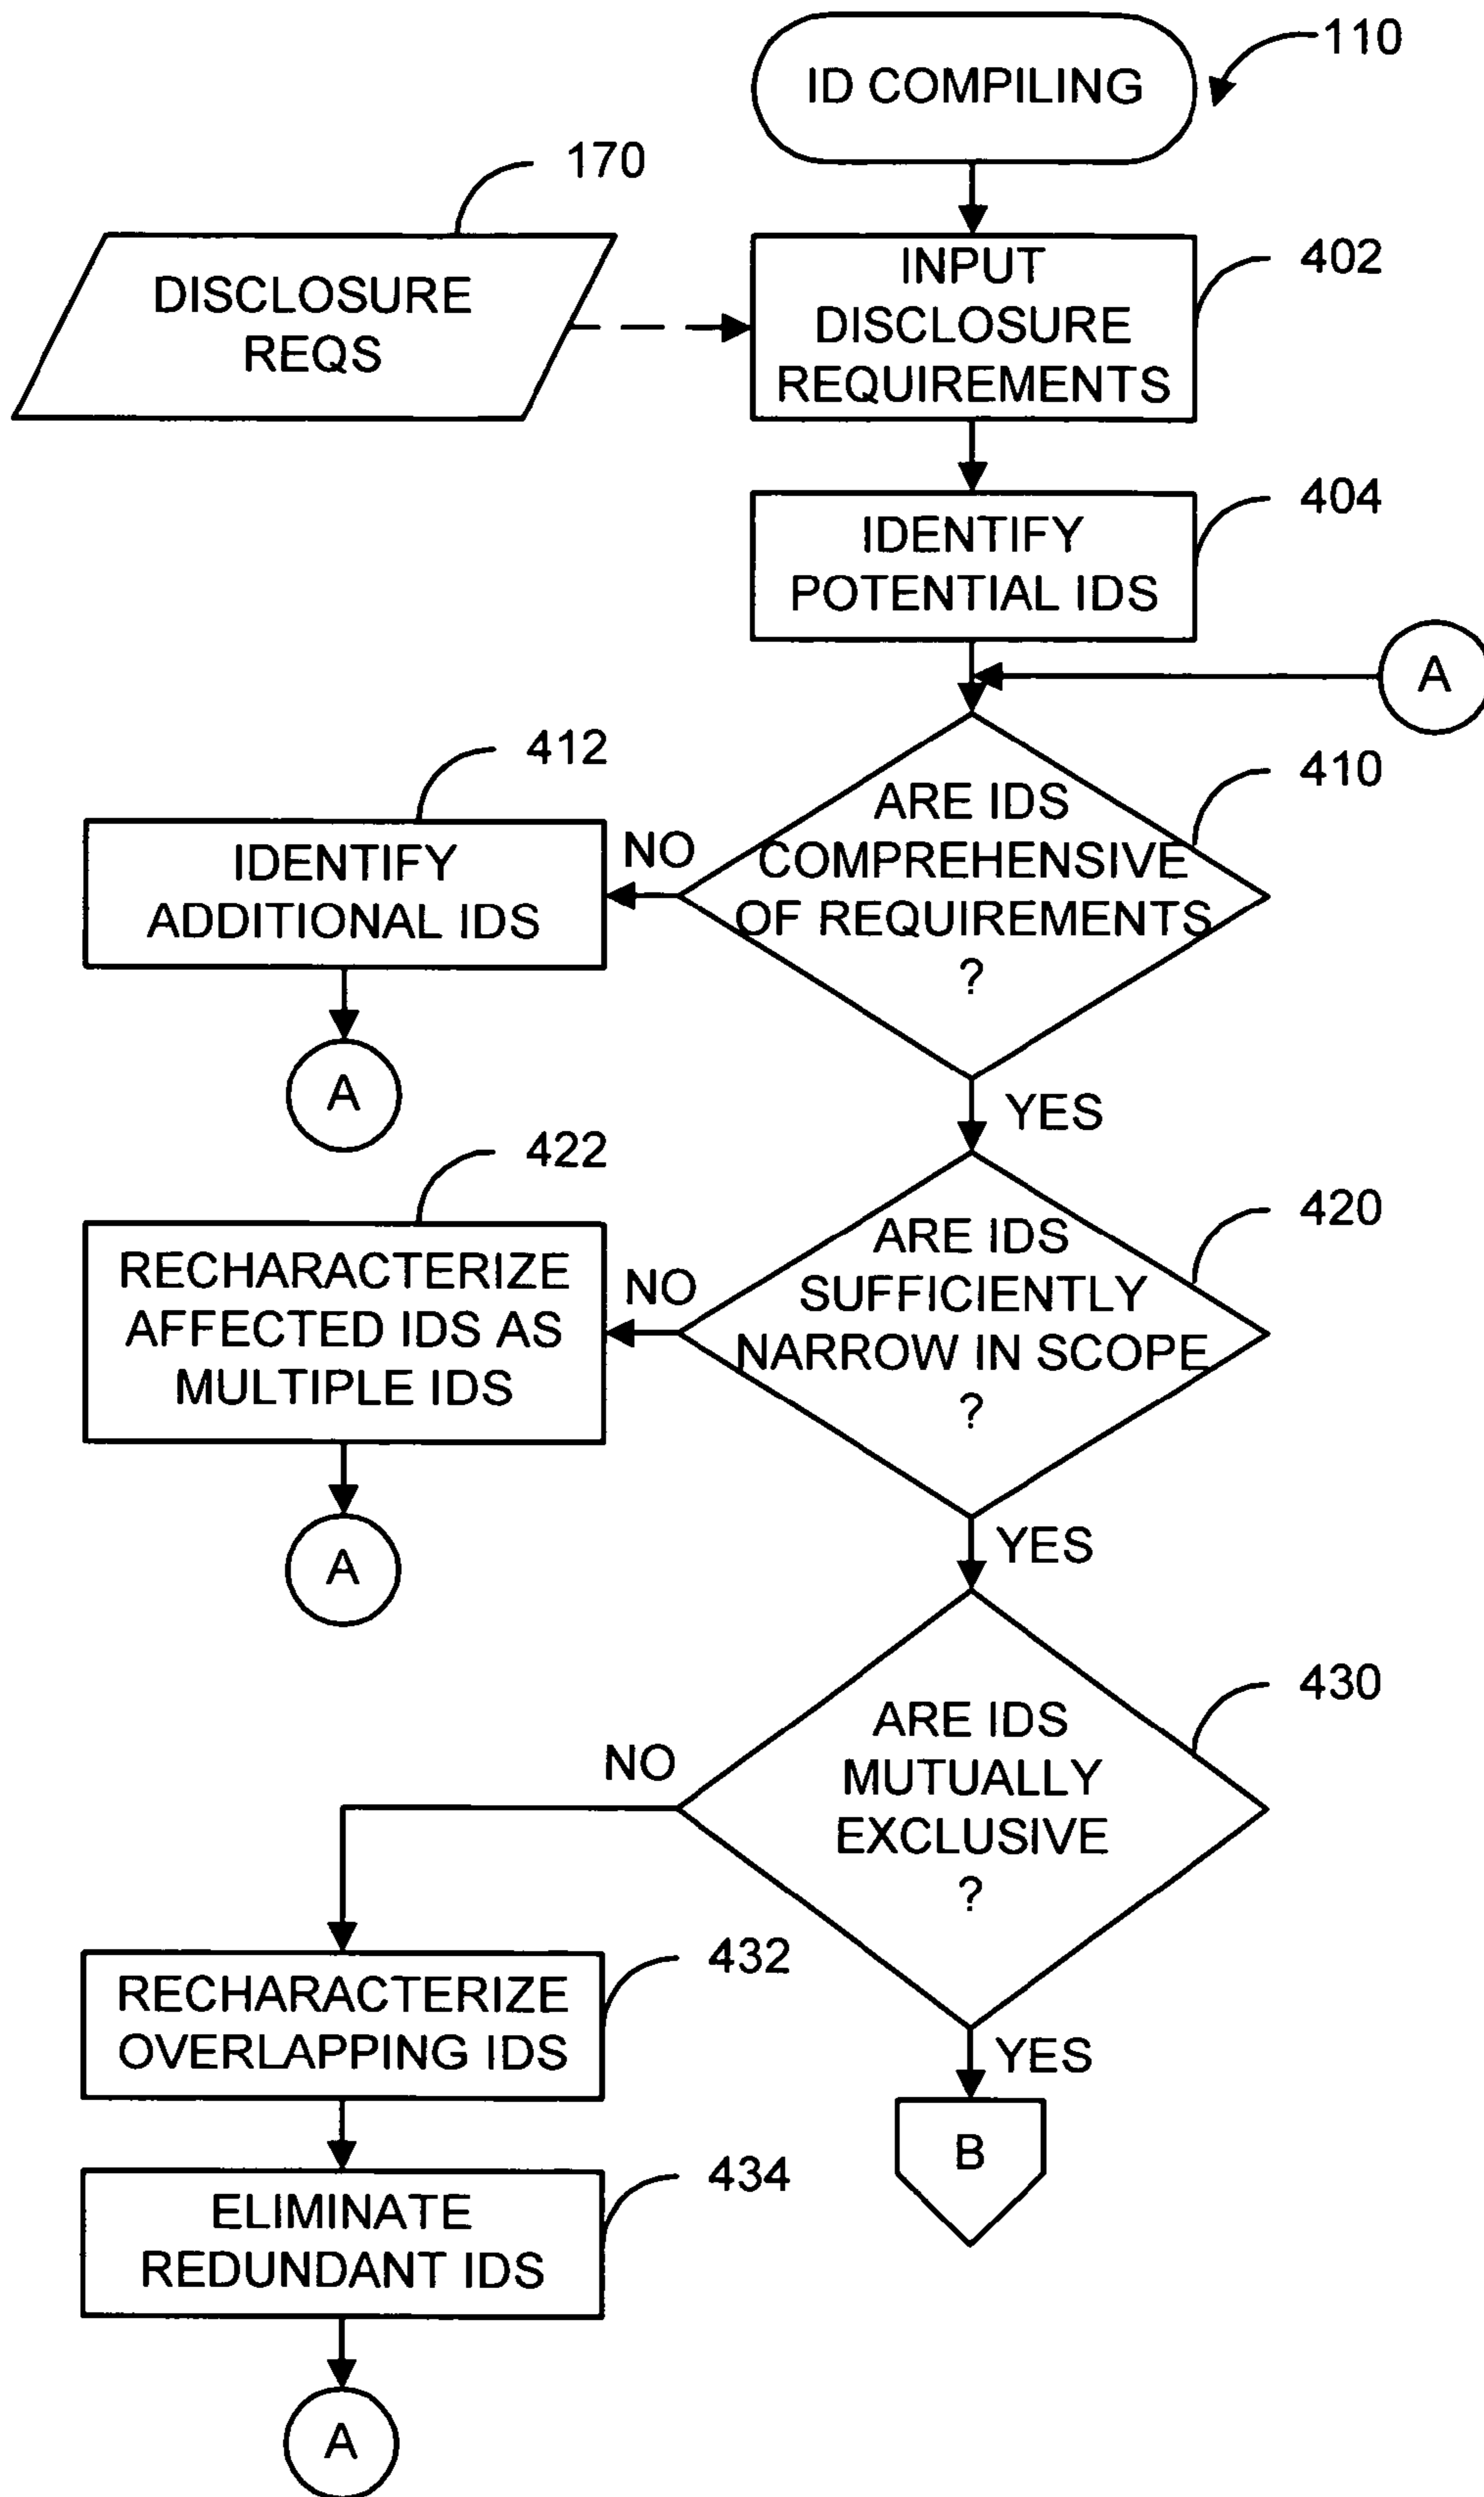 ID COMPILING
110
170
DISCLOSURE
REQS
INPUT
DISCLOSURE
REQUIREMENTS
402
IDENTIFY
POTENTIAL IDS
404
A
ARE IDS
COMPREHENSIVE
OF REQUIREMENTS
?
410
NO
412
IDENTIFY
ADDITIONAL IDS
A
YES
ARE IDS
SUFFICIENTLY
NARROW IN SCOPE
?
420
NO
422
RECHARACTERIZE
AFFECTED IDS AS
MULTIPLE IDS
A
YES
ARE IDS
MUTUALLY
EXCLUSIVE
?
430
NO
432
RECHARACTERIZE
OVERLAPPING IDS
YES
B
434
ELIMINATE
REDUNDANT IDS
A